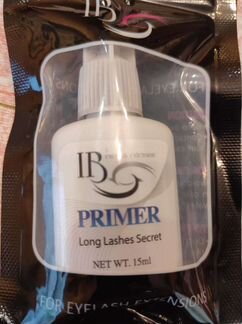 IB
IB
PRIMER
Long Lashes Secret
NET WT. 15ml
FOR EYELASH EXTENSIONS